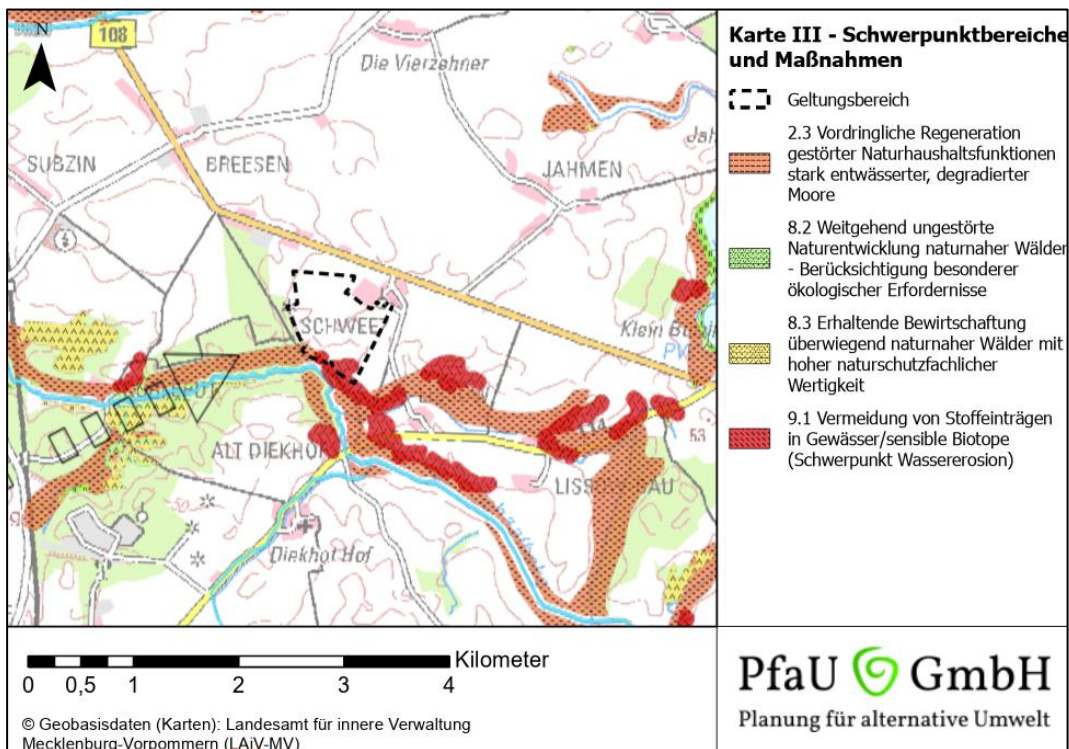 N
108
Die Vierzehner
SUBZIN
BREESEN
JAHMEN
SCHWEE
Klein
PW
ALT DIEKHOF
53
LISS
AU
Diekhof Hof
Karte III - Schwerpunktbereiche
und Maßnahmen
Geltungsbereich
2.3 Vordringliche Regeneration
gestörter Naturhaushaltsfunktionen
stark entwässerter, degradierter
Moore
8.2 Weitgehend ungestörte
Naturentwicklung naturnaher Wälder
- Berücksichtigung besonderer
ökologischer Erfordernisse
8.3 Erhaltende Bewirtschaftung
überwiegend naturnaher Wälder mit
hoher naturschutzfachlicher
Wertigkeit
9.1 Vermeidung von Stoffeinträgen
in Gewässer/sensible Biotope
(Schwerpunkt Wassererosion)
Kilometer
0 0,5 1 2 3 4
© Geobasisdaten (Karten): Landesamt für innere Verwaltung
Mecklenburg-Vorpommern (LAiV-MV)
PfaU GmbH
Planung für alternative Umwelt